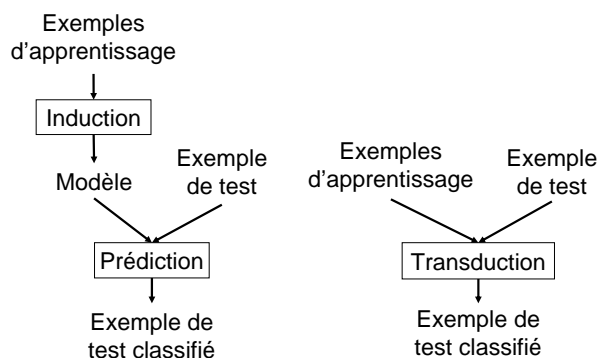 Exemples
d'apprentissage
Induction
Modèle
Exemple
de test
Prédiction
Exemple de
test classifié
Exemples
d'apprentissage
Exemple
de test
Transduction
Exemple de
test classifié